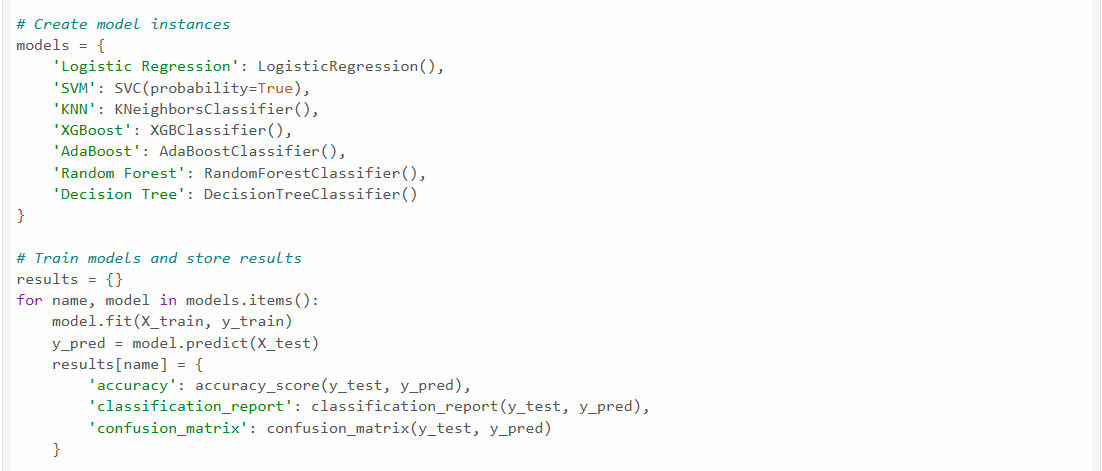 # Create model instances
models = {
    'Logistic Regression': LogisticRegression(),
    'SVM': SVC(probability=True),
    'KNN': KNeighborsClassifier(),
    'XGBoost': XGBClassifier(),
    'AdaBoost': AdaBoostClassifier(),
    'Random Forest': RandomForestClassifier(),
    'Decision Tree': DecisionTreeClassifier()
}
# Train models and store results
results = {}
for name, model in models.items():
    model.fit(X_train, y_train)
    y_pred = model.predict(X_test)
    results[name] = {
        'accuracy': accuracy_score(y_test, y_pred),
        'classification_report': classification_report(y_test, y_pred),
        'confusion_matrix': confusion_matrix(y_test, y_pred)
    }